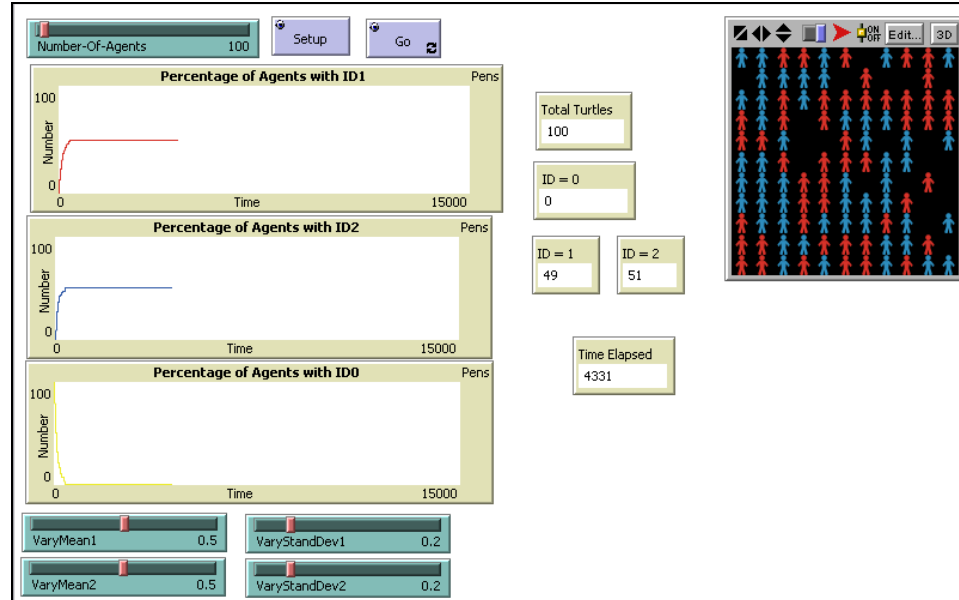 Number-Of-Agents 100
Setup
Go
ON
OFF
Edit...
3D
Percentage of Agents with ID1
Pens
100
Number
0
0
Time
15000
Percentage of Agents with ID2
Pens
100
Number
0
0
Time
15000
Percentage of Agents with ID0
Pens
100
Number
0
0
Time
15000
Total Turtles
100
ID = 0
0
ID = 1
49
ID = 2
51
Time Elapsed
4331
VaryMean1 0.5
VaryStandDev1 0.2
VaryMean2 0.5
VaryStandDev2 0.2